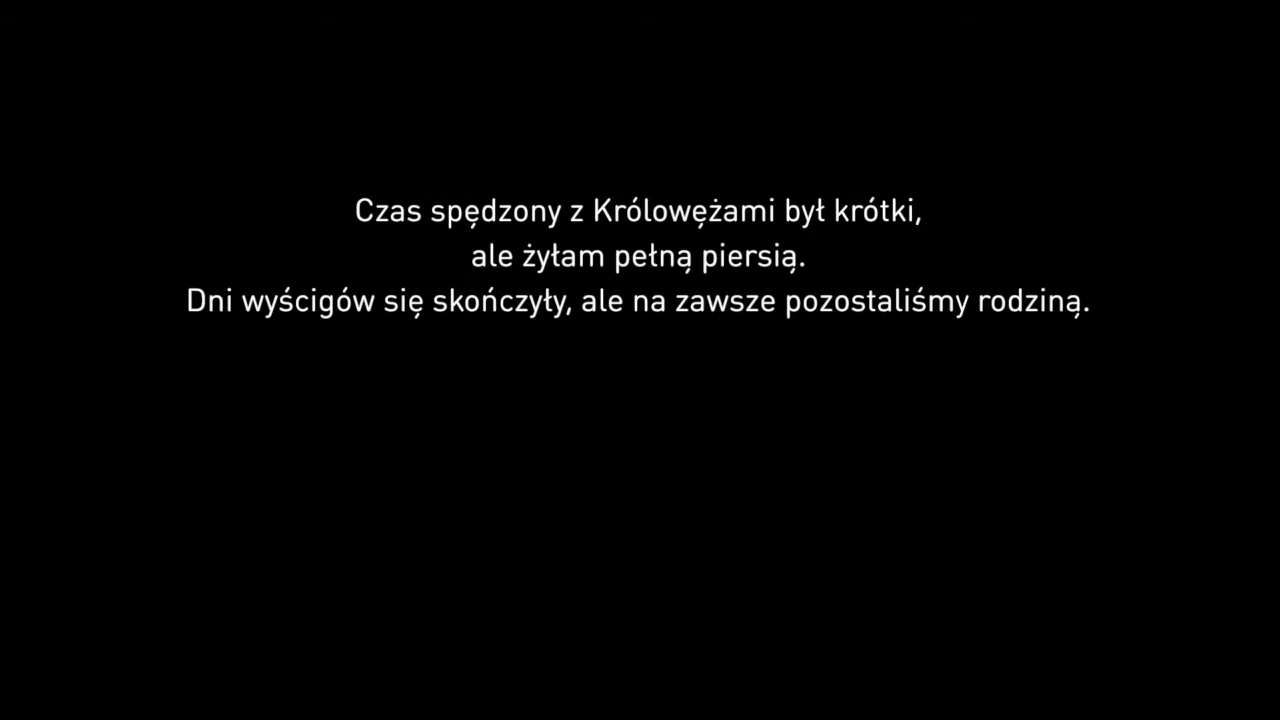 Czas spędzony z Królowężami był krótki,
ale żyłam pełną piersią.
Dni wyścigów się skończyły, ale na zawsze pozostaliśmy rodziną.